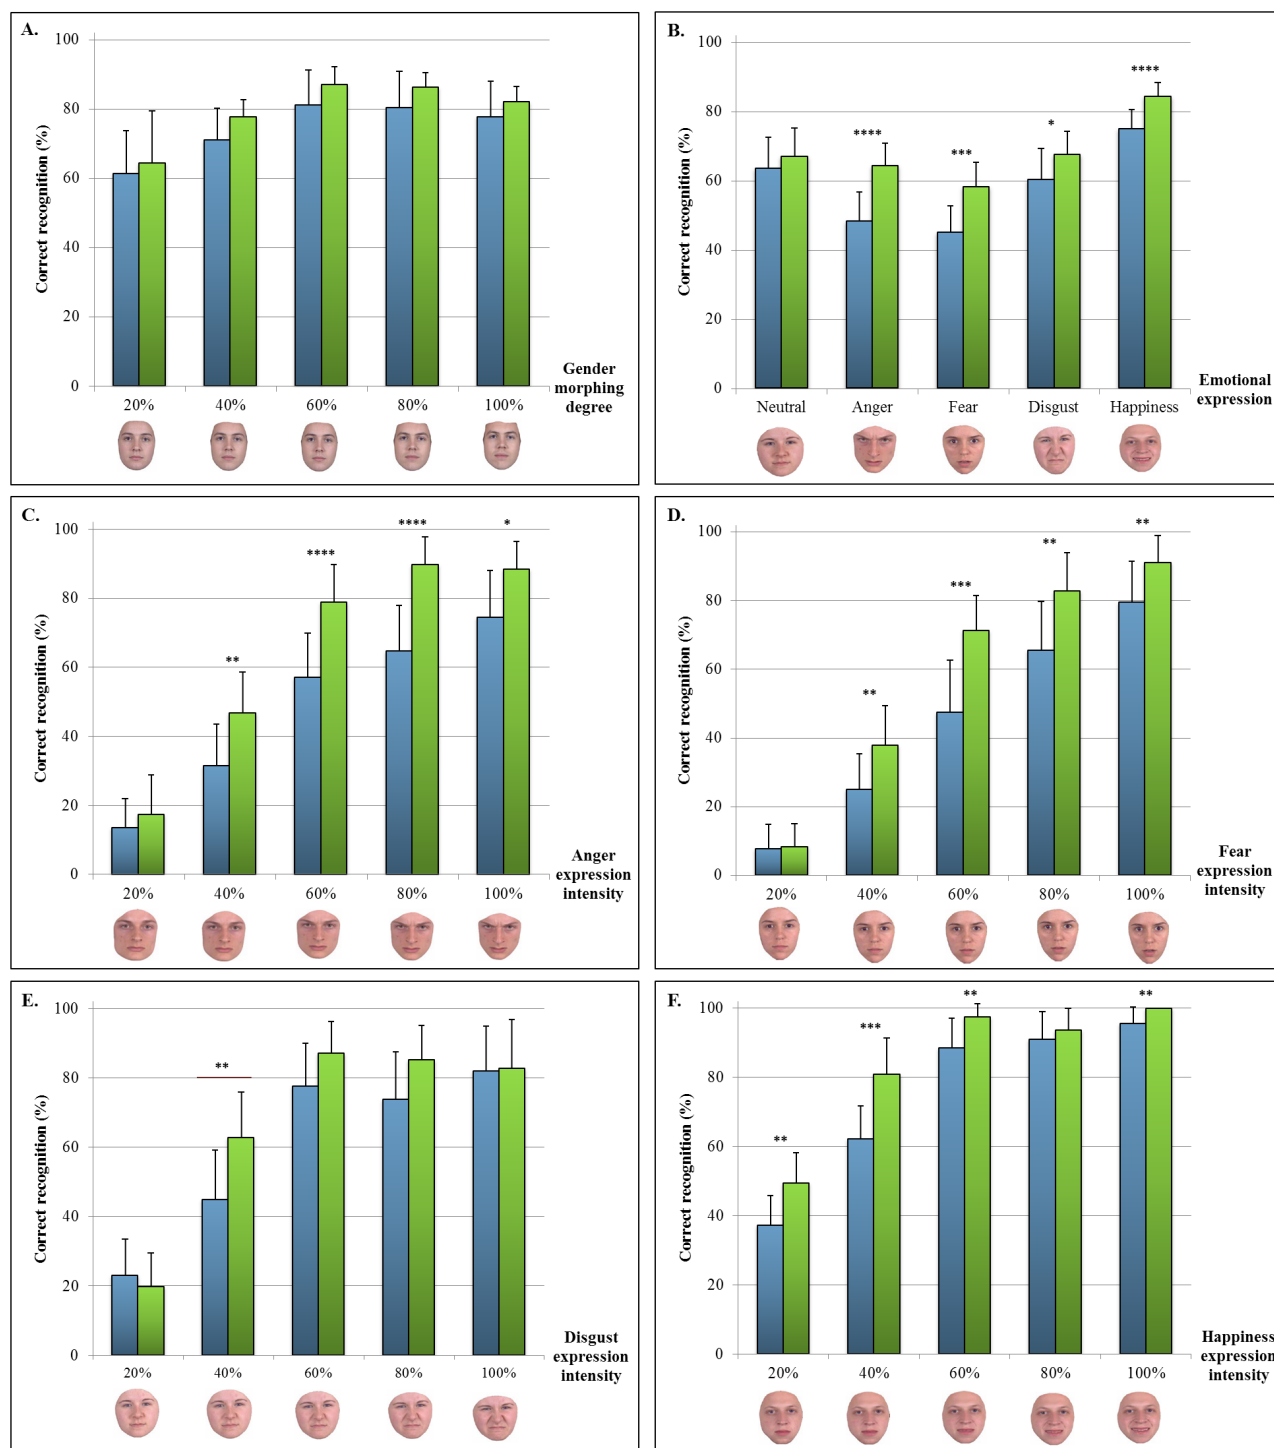 A.
100
80
60
40
20
0
Correct recognition (%)
20% 40% 60% 80% 100%
Gender
morphing
degree
B.
100
80
60
40
20
0
Correct recognition (%)
****
***
*
****
Neutral Anger Fear Disgust Happiness
Emotional
expression
C.
100
80
60
40
20
0
Correct recognition (%)
**
****
****
*
20% 40% 60% 80% 100%
Anger
expression
intensity
D.
100
80
60
40
20
0
Correct recognition (%)
**
***
**
**
20% 40% 60% 80% 100%
Fear
expression
intensity
E.
100
80
60
40
20
0
Correct recognition (%)
**
20% 40% 60% 80% 100%
Disgust
expression
intensity
F.
100
80
60
40
20
0
Correct recognition (%)
**
***
**
**
20% 40% 60% 80% 100%
Happiness
expression
intensity